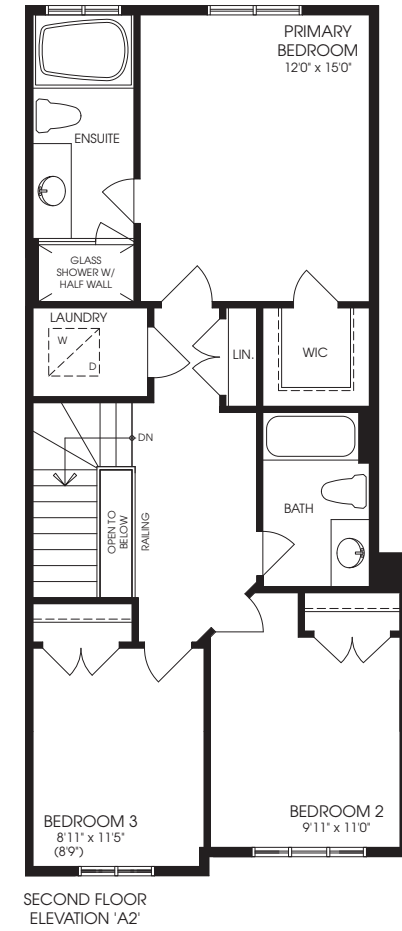 PRIMARY
BEDROOM
12'0" x 15'0"
ENSUITE
GLASS
SHOWER W/
HALF WALL
LAUNDRY
W
D
LIN.
WIC
DN
OPEN TO
BELOW
RAILING
BATH
BEDROOM 3
8'11" x 11'5"
(8'9")
BEDROOM 2
9'11" x 11'0"
SECOND FLOOR
ELEVATION 'A2'